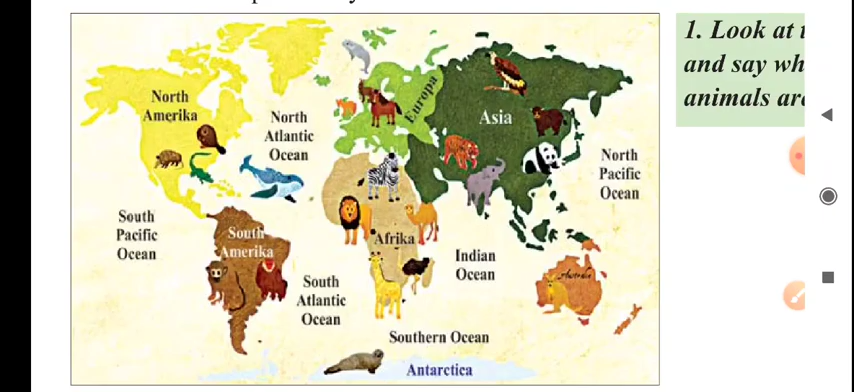 North
Amerika
North
Atlantic
Ocean
Europa
Asia
North
Pacific
Ocean
South
Pacific
Ocean
South
Amerika
South
Atlantic
Ocean
Afrika
Indian
Ocean
Australia
Southern Ocean
Antarctica
1. Look at t
and say wh
animals are